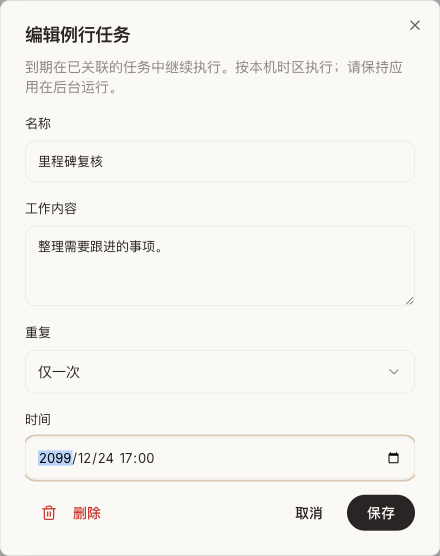 编辑例行任务
到期在已关联的任务中继续执行。按本机时区执行；请保持应
用在后台运行。
名称
里程碑复核
工作内容
整理需要跟进的事项。
重复
仅一次
时间
2099/12/24 17:00
删除
取消
保存